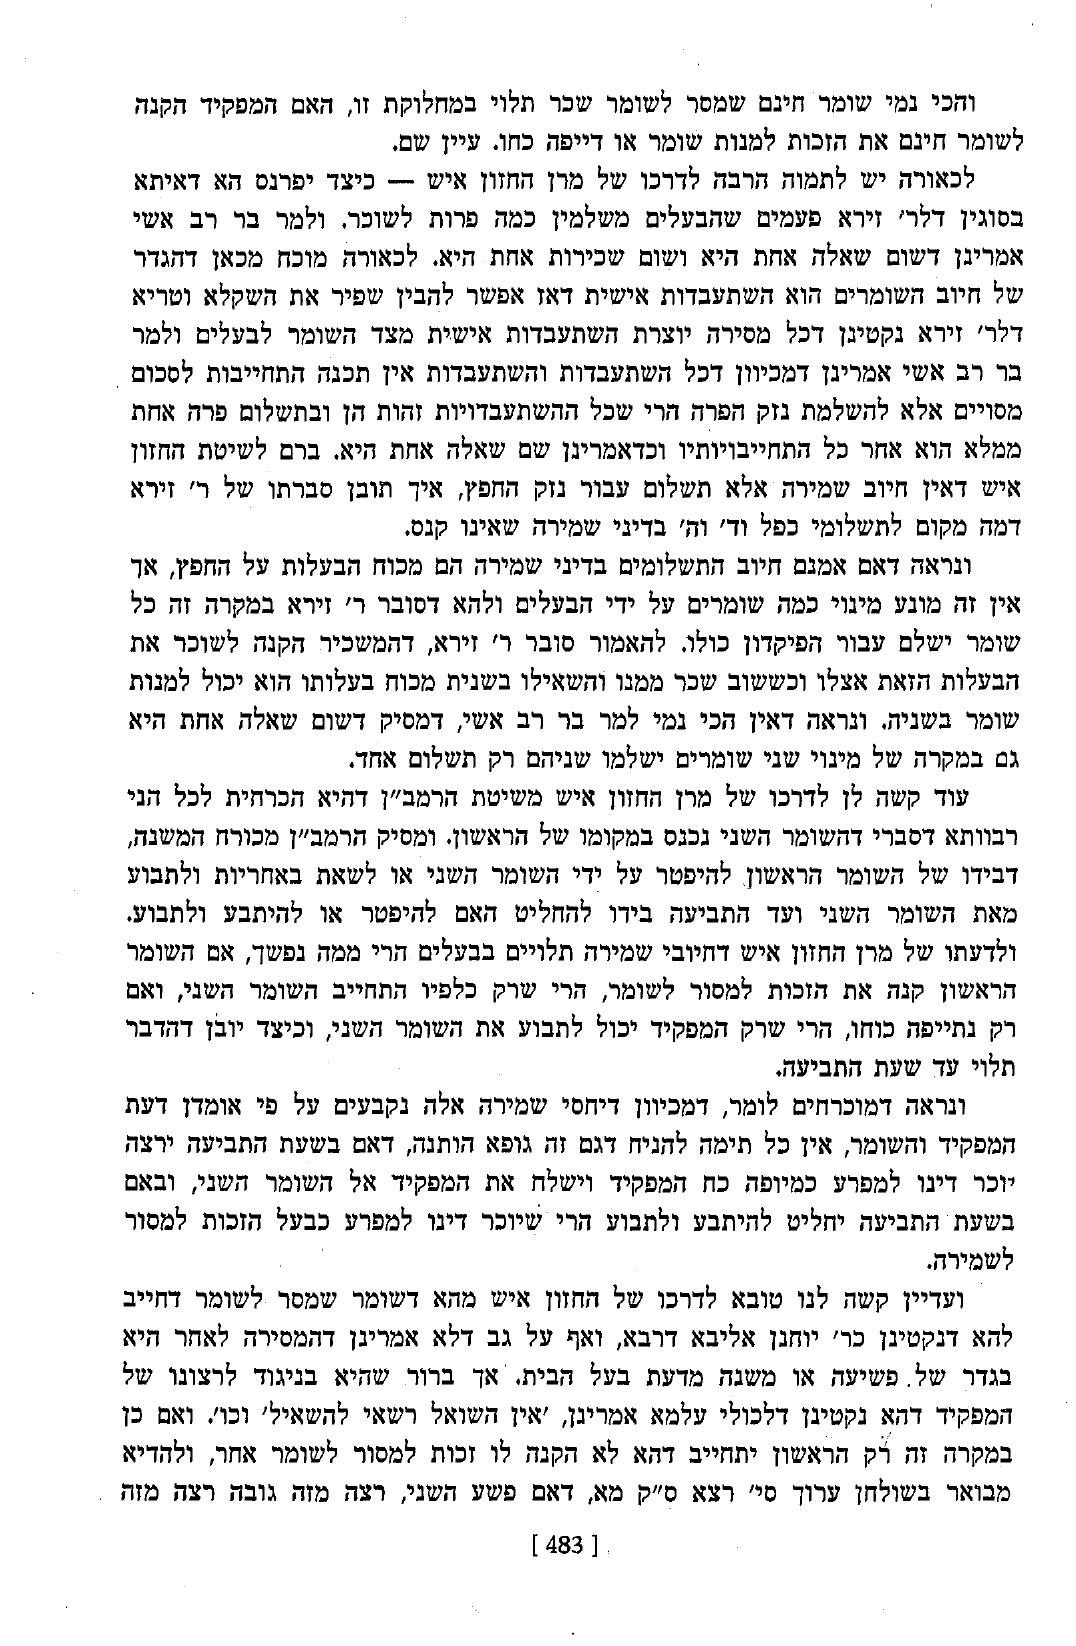 והכי נמי שומר חינם שמסר לשומר שכר תלוי במחלוקת זו, האם המפקיד הקנה
לשומר חינם את הזכות למנות שומר או דייפה כחו. עיין שם.
לכאורה יש לתמוה הרבה לדרכו של מרן החזון איש — כיצד יפרנס הא דאיתא
בסוגין דלר׳ זירא פעמים שהבעלים משלמין כמה פרות לשוכר. ולמר בר רב אשי
אמרינן דשום שאלה אחת היא ושום שכירות אחת היא. לכאורה מוכח מכאן דהגדר
של חיוב השומרים הוא השתעבדות אישית דאז אפשר להבין שפיר את השקלא וטריא
דלר׳ זירא נקטינן דכל מסירה יוצרת השתעבדות אישית מצד השומר לבעלים ולמר
בר רב אשי אמרינן דמכיוון דכל השתעבדות והשתעבדות אין תכנה התחייבות לסכום
מסויים אלא להשלמת נזק הפרה הרי שכל ההשתעבדויות זהות הן ובתשלום פרה אחת
ממלא הוא אחר כל התחייבויותיו וכדאמרינן שם שאלה אחת היא. ברם לשיטת החזון
איש דאין חיוב שמירה אלא תשלום עבור נזק החפץ, איך תובן סברתו של ר׳ זירא
דמה מקום לתשלומי כפל וד׳ וה׳ בדיני שמירה שאינו קנס.
ונראה דאם אמנם חיוב התשלומים בדיני שמירה הם מכוח הבעלות על החפץ, אך
אין זה מונע מינוי כמה שומרים על ידי הבעלים ולהא דסובר ר׳ זירא במקרה זה כל
שומר ישלם עבור הפיקדון כולו. להאמור סובר ר׳ זירא, דהמשכיר הקנה לשוכר את
הבעלות הזאת אצלו וכששוב שכר ממנו והשאילו בשנית מכוח בעלותו הוא יכול למנות
שומר בשניה. ונראה דאין הכי נמי למר בר רב אשי, דמסיק דשום שאלה אחת היא
גם במקרה של מינוי שני שומרים ישלמו שניהם רק תשלום אחד.
עוד קשה לן לדרכו של מרן החזון איש משיטת הרמב״ן דהיא הכרחית לכל הני
רבוותא דסברי דהשומר השני נכנס במקומו של הראשון. ומסיק הרמב״ן מכורח המשנה,
דבידו של השומר הראשון להיפטר על ידי השומר השני או לשאת באחריות ולתבוע
מאת השומר השני ועד התביעה בידו להחליט האם להיפטר או להיתבע ולתבוע.
ולדעתו של מרן החזון איש דחיובי שמירה תלויים בבעלים הרי ממה נפשך, אם השומר
הראשון קנה את הזכות למסור לשומר, הרי שרק כלפיו התחייב השומר השני, ואם
רק נתייפה כוחו, הרי שרק המפקיד יכול לתבוע את השומר השני, וכיצד יובן דהדבר
תלוי עד שעת התביעה.
ונראה דמוכרחים לומר, דמכיוון דיחסי שמירה אלה נקבעים על פי אומדן דעת
המפקיד והשומר, אין כל תימה להניח דגם זה גופא הותנה, דאם בשעת התביעה ירצה
יוכר דינו למפרע כמיופה כח המפקיד וישלח את המפקיד אל השומר השני, ובאם
בשעת התביעה יחליט להיתבע ולתבוע הרי שיוכר דינו למפרע כבעל הזכות למסור
לשמירה.
ועדיין קשה לנו טובא לדרכו של החזון איש מהא דשומר שמסר לשומר דחייב
להא דנקטינן כר׳ יוחנן אליבא דרבא, ואף על גב דלא אמרינן דהמסירה לאחר היא
בגדר של פשיעה או משנה מדעת בעל הבית. אך ברור שהיא בניגוד לרצונו של
המפקיד דהא נקטינן דלכולי עלמא אמרינן, ׳אין השואל רשאי להשאיל׳ וכו׳. ואם כן
במקרה זה רק הראשון יתחייב דהא לא הקנה לו זכות למסור לשומר אחר, ולהדיא
מבואר בשולחן ערוך סי׳ רצא ס״ק מא, דאם פשע השני, רצה מזה גובה רצה מזה
[ 483 ]